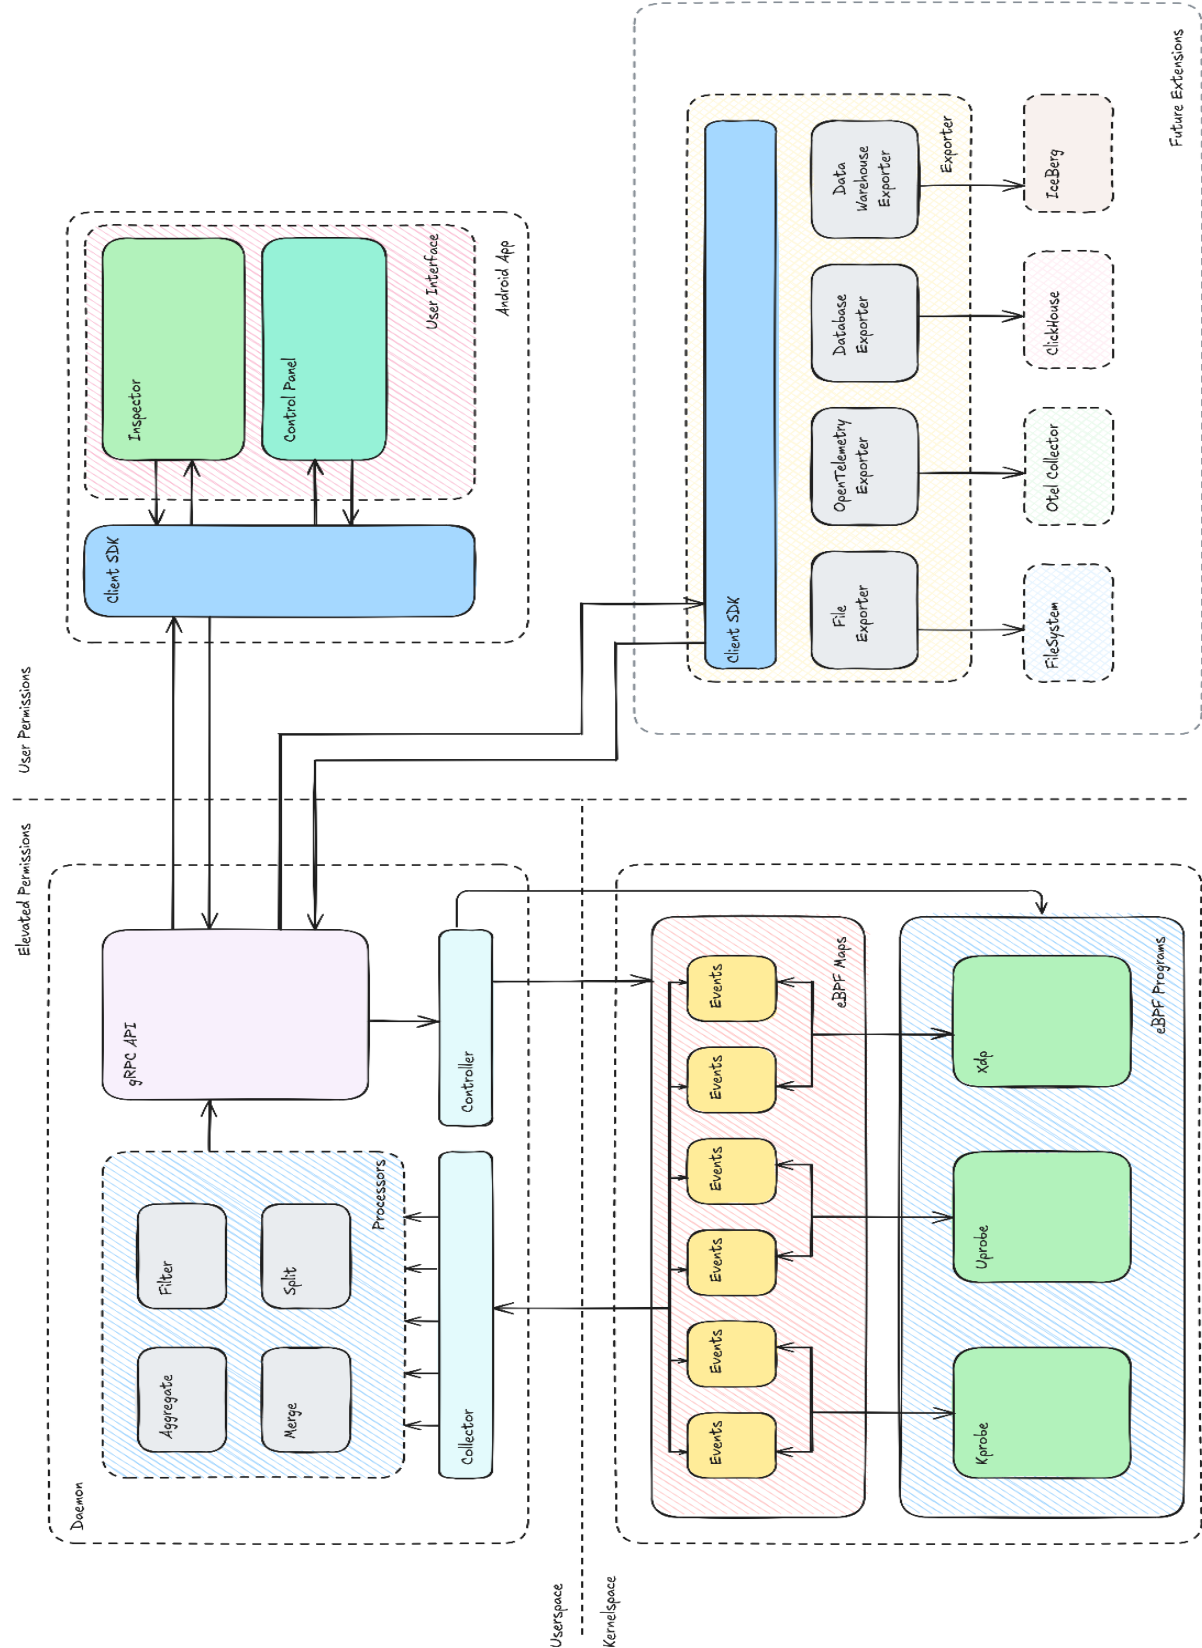 Elevated Permissions
User Permissions
Daemon
gRPC API
Aggregate
Filter
Merge
Split
Processors
Collector
Controller
Client SDK
Inspector
Control Panel
User Interface
Android App
Userspace
Kernelspace
Events
Events
Events
Events
Events
Events
eBPF Maps
Kprobe
Uprobe
Xdp
eBPF Programs
Client SDK
File
Exporter
OpenTelemetry
Exporter
Database
Exporter
Data
Warehouse
Exporter
Exporter
FileSystem
Otel Collector
ClickHouse
IceBerg
Future Extensions